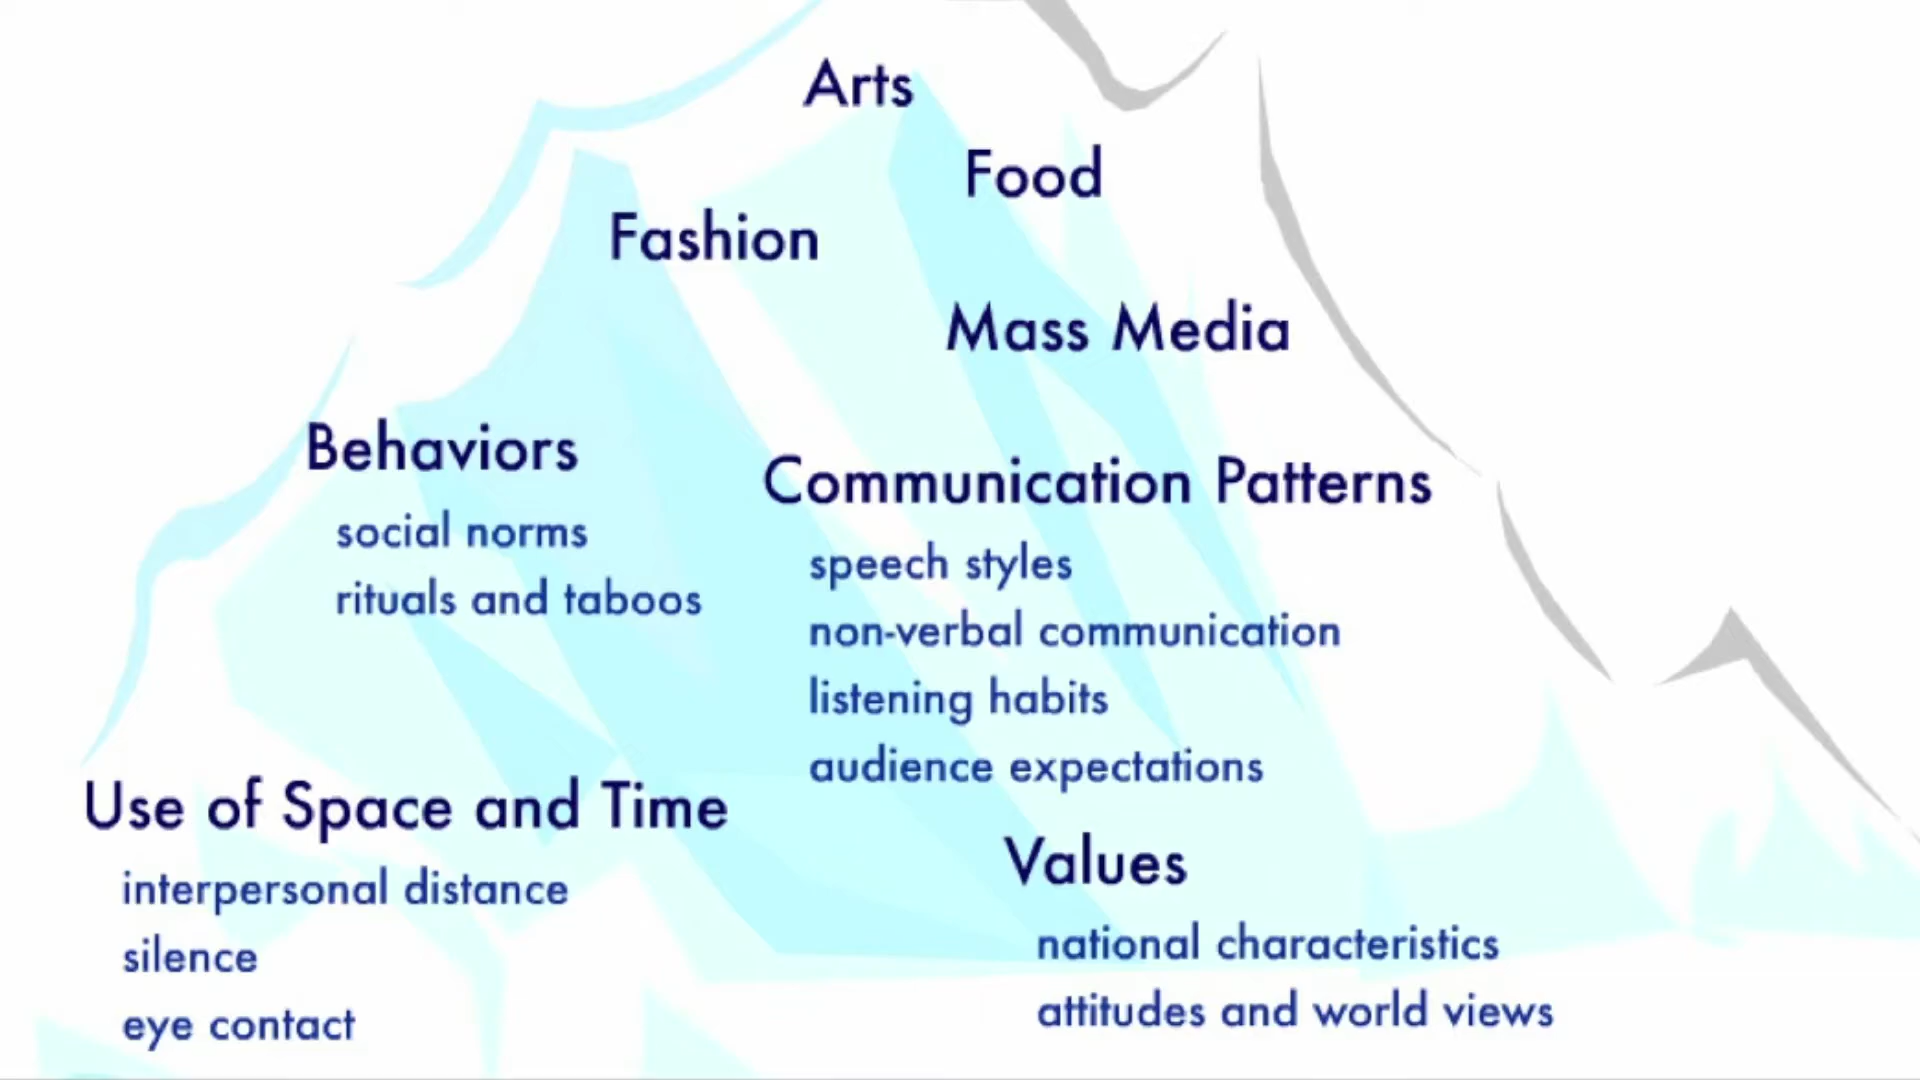 Arts
Food
Fashion
Mass Media
Behaviors
social norms
rituals and taboos
Communication Patterns
speech styles
non-verbal communication
listening habits
audience expectations
Use of Space and Time
interpersonal distance
silence
eye contact
Values
national characteristics
attitudes and world views